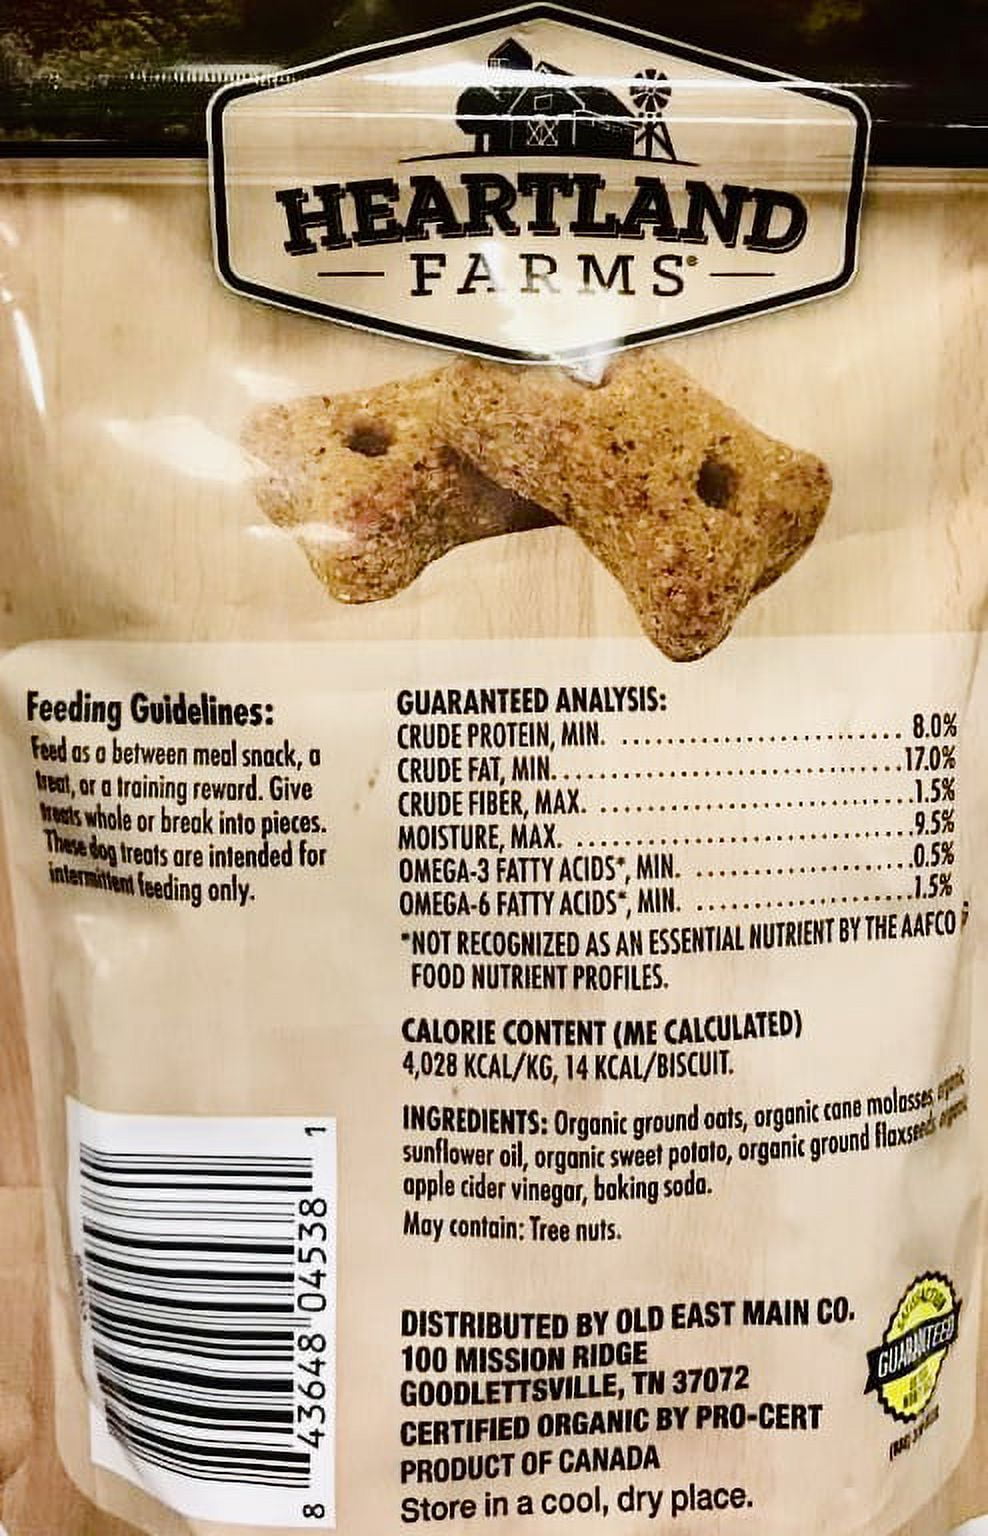 HEARTLAND
FARMS®
Feeding Guidelines:
Feed as a between meal snack, a
treat, or a training reward. Give
treats whole or break into pieces.
These dog treats are intended for
intermittent feeding only.
GUARANTEED ANALYSIS:
CRUDE PROTEIN, MIN. .......................... 8.0%
CRUDE FAT, MIN. .......................... 17.0%
CRUDE FIBER, MAX. .......................... 1.5%
MOISTURE, MAX. .......................... 9.5%
OMEGA-3 FATTY ACIDS*, MIN. .................. 0.5%
OMEGA-6 FATTY ACIDS*, MIN. .................. 1.5%
*NOT RECOGNIZED AS AN ESSENTIAL NUTRIENT BY THE AAFCO
FOOD NUTRIENT PROFILES.
CALORIE CONTENT (ME CALCULATED)
4,028 KCAL/KG, 14 KCAL/BISCUIT.
INGREDIENTS: Organic ground oats, organic cane molasses, organic
sunflower oil, organic sweet potato, organic ground flaxseed, organic
apple cider vinegar, baking soda.
May contain: Tree nuts.
8 43648 04538 1
DISTRIBUTED BY OLD EAST MAIN CO.
100 MISSION RIDGE
GOODLETTSVILLE, TN 37072
CERTIFIED ORGANIC BY PRO-CERT
PRODUCT OF CANADA
Store in a cool, dry place.
SATISFACTION
GUARANTEED